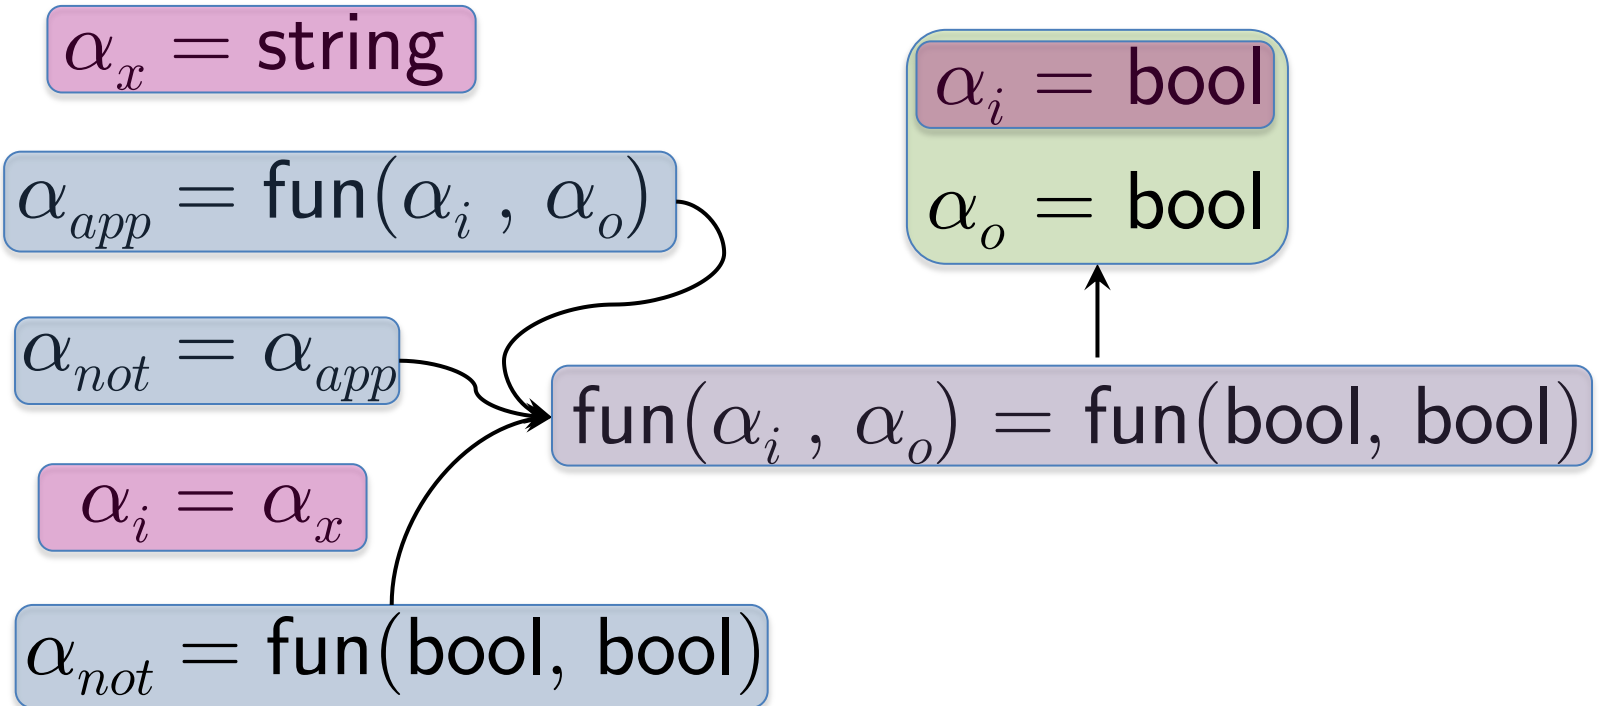 α_x = string
α_app = fun(α_i , α_o)
α_not = α_app
α_i = α_x
α_not = fun(bool, bool)
fun(α_i , α_o) = fun(bool, bool)
α_i = bool
α_o = bool